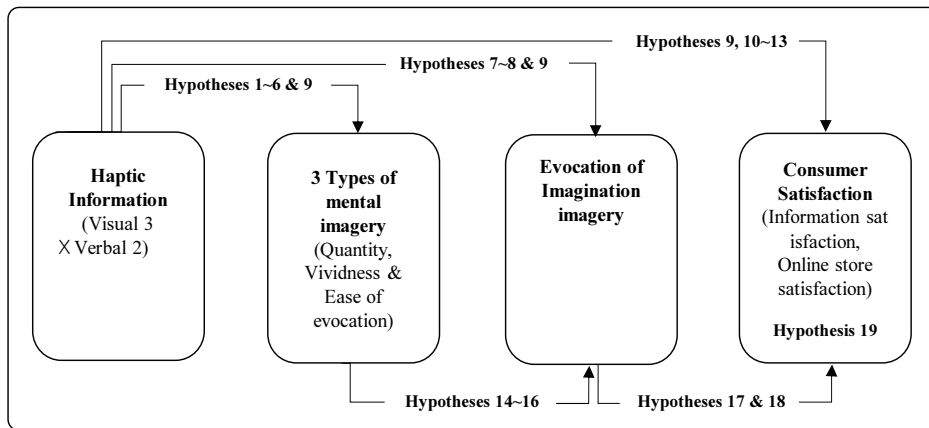 Hypotheses 9, 10~13
Hypotheses 7~8 & 9
Hypotheses 1~6 & 9
Haptic
Information
(Visual 3
×Verbal 2)
3 Types of
mental
imagery
(Quantity,
Vividness &
Ease of
evocation)
Evocation of
Imagination
imagery
Consumer
Satisfaction
(Information sat
isfaction,
Online store
satisfaction)
Hypothesis 19
Hypotheses 14~16
Hypotheses 17 & 18